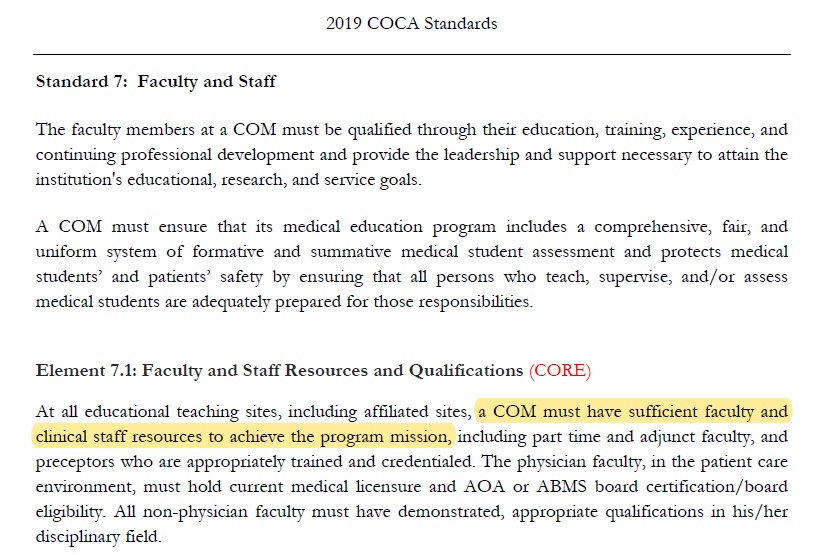 2019 COCA Standards
Standard 7:  Faculty and Staff
The faculty members at a COM must be qualified through their education, training, experience, and
continuing professional development and provide the leadership and support necessary to attain the
institution's educational, research, and service goals.
A COM must ensure that its medical education program includes a comprehensive, fair, and
uniform system of formative and summative medical student assessment and protects medical
students’ and patients’ safety by ensuring that all persons who teach, supervise, and/or assess
medical students are adequately prepared for those responsibilities.
Element 7.1: Faculty and Staff Resources and Qualifications (CORE)
At all educational teaching sites, including affiliated sites, a COM must have sufficient faculty and
clinical staff resources to achieve the program mission, including part time and adjunct faculty, and
preceptors who are appropriately trained and credentialed. The physician faculty, in the patient care
environment, must hold current medical licensure and AOA or ABMS board certification/board
eligibility. All non-physician faculty must have demonstrated, appropriate qualifications in his/her
disciplinary field.